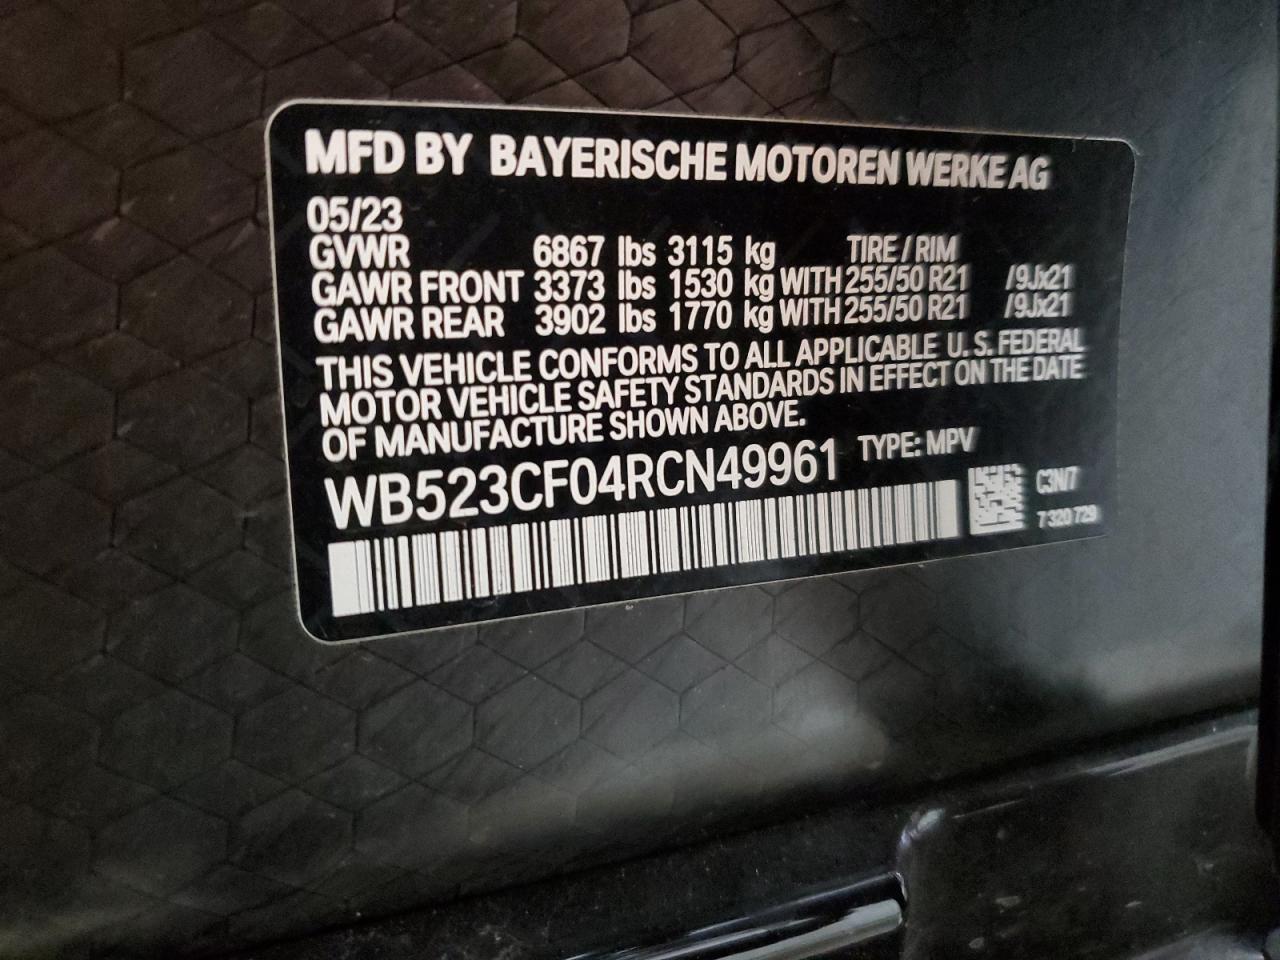 MFD BY BAYERISCHE MOTOREN WERKE AG
05/23
GVWR 6867 lbs 3115 kg TIRE / RIM
GAWR FRONT 3373 lbs 1530 kg WITH 255/50 R21 /9Jx21
GAWR REAR 3902 lbs 1770 kg WITH 255/50 R21 /9Jx21
THIS VEHICLE CONFORMS TO ALL APPLICABLE U. S. FEDERAL
MOTOR VEHICLE SAFETY STANDARDS IN EFFECT ON THE DATE
OF MANUFACTURE SHOWN ABOVE.
WB523CF04RCN49961 TYPE: MPV
C3N/7
7 320 729